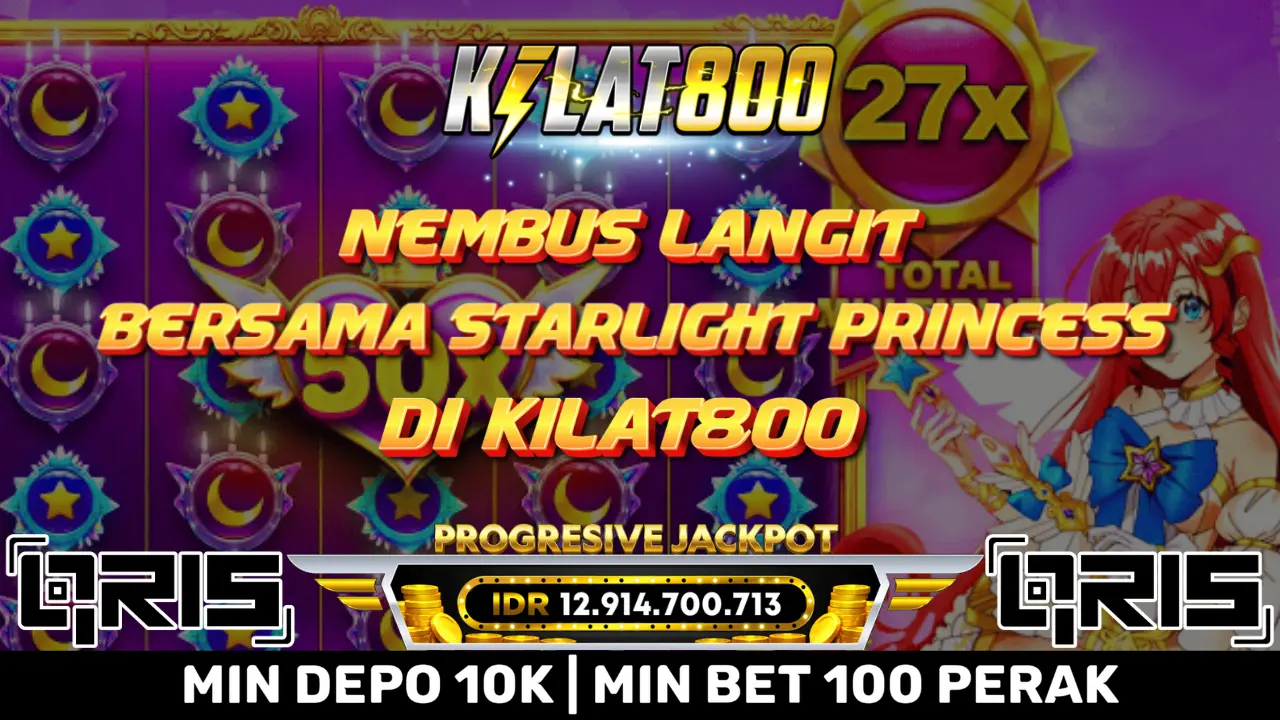 KILAT800
27x
NEMBUS LANGIT
TOTAL
BERSAMA STARLIGHT PRINCESS
50x
DI KILAT800
PROGRESIVE JACKPOT
QRIS
IDR 12.914.700.713
QRIS
MIN DEPO 10K | MIN BET 100 PERAK